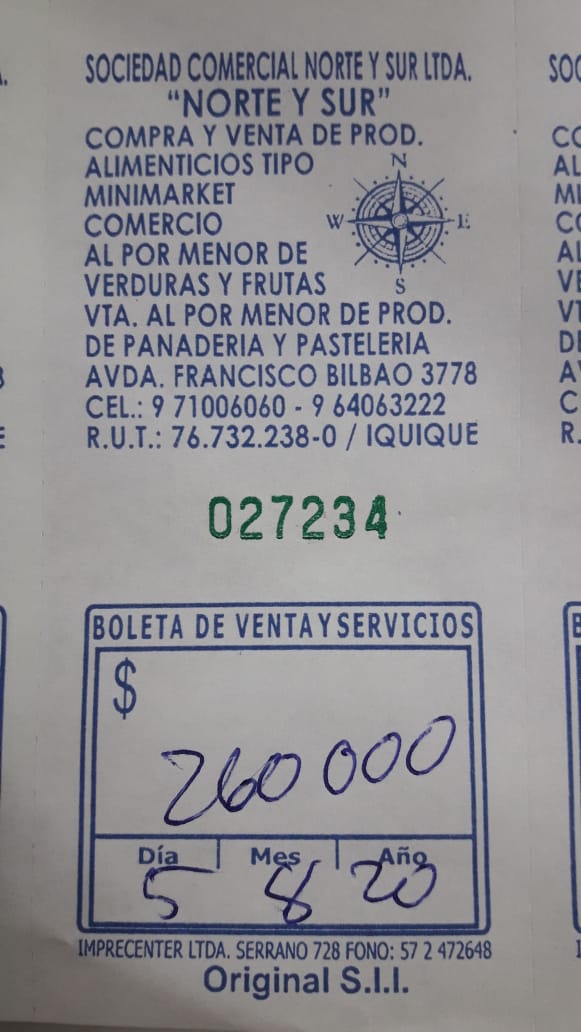 SOCIEDAD COMERCIAL NORTE Y SUR LTDA.
"NORTE Y SUR"
COMPRA Y VENTA DE PROD.
ALIMENTICIOS TIPO
MINIMARKET
COMERCIO
AL POR MENOR DE
VERDURAS Y FRUTAS
VTA. AL POR MENOR DE PROD.
DE PANADERIA Y PASTELERIA
AVDA. FRANCISCO BILBAO 3778
CEL.: 9 71006060 - 9 64063222
R.U.T.: 76.732.238-0 / IQUIQUE
N
W E
S
027234
BOLETA DE VENTA Y SERVICIOS
$
260000
Día Mes Año
5 8 20
IMPRECENTER LTDA. SERRANO 728 FONO: 57 2 472648
Original S.I.I.